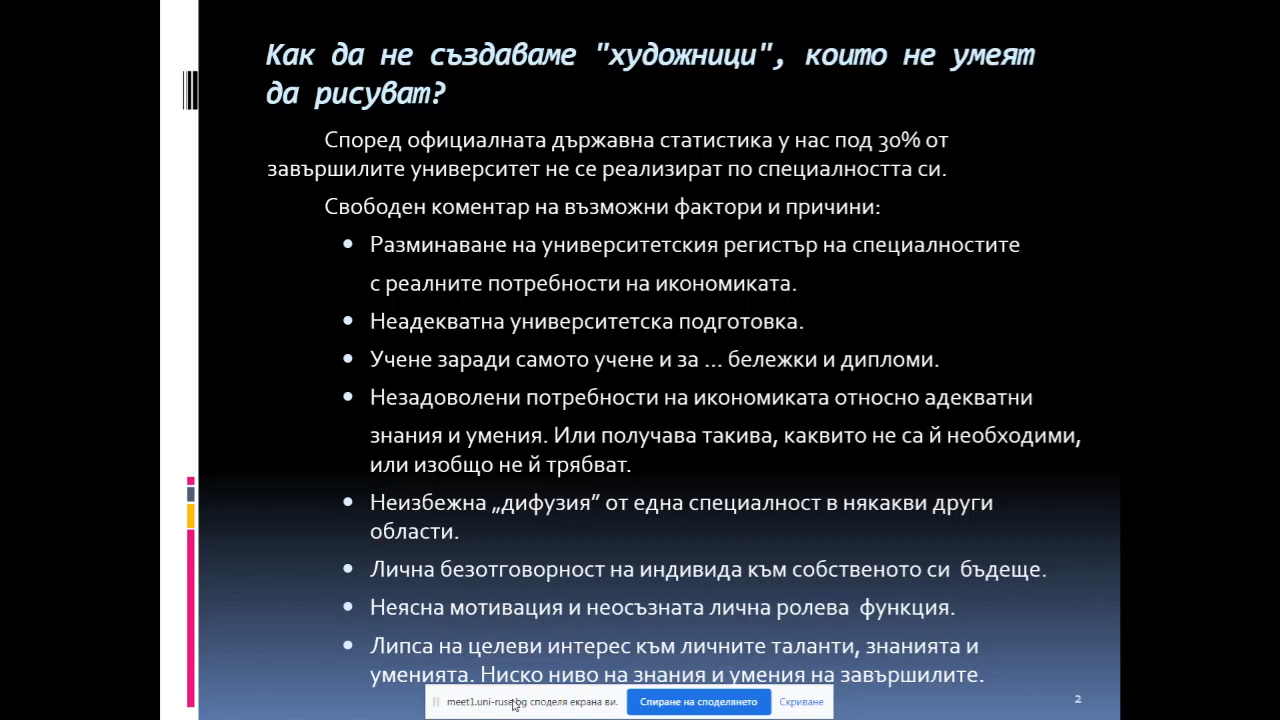 Как да не създаваме "художници", които не умеят
да рисуват?
Според официалната държавна статистика у нас под 30% от
завършилите университет не се реализират по специалността си.
Свободен коментар на възможни фактори и причини:
• Разминаване на университетския регистър на специалностите
с реалните потребности на икономиката.
• Неадекватна университетска подготовка.
• Учене заради самото учене и за ... бележки и дипломи.
• Незадоволени потребности на икономиката относно адекватни
знания и умения. Или получава такива, каквито не са й необходими,
или изобщо не й трябват.
• Неизбежна „дифузия” от една специалност в някакви други
области.
• Лична безотговорност на индивида към собственото си бъдеще.
• Неясна мотивация и неосъзната лична ролева функция.
• Липса на целеви интерес към личните таланти, знанията и
уменията. Ниско ниво на знания и умения на завършилите.
meet1.uni-ruse.bg споделя екрана ви. Спиране на споделянето Скриване
2